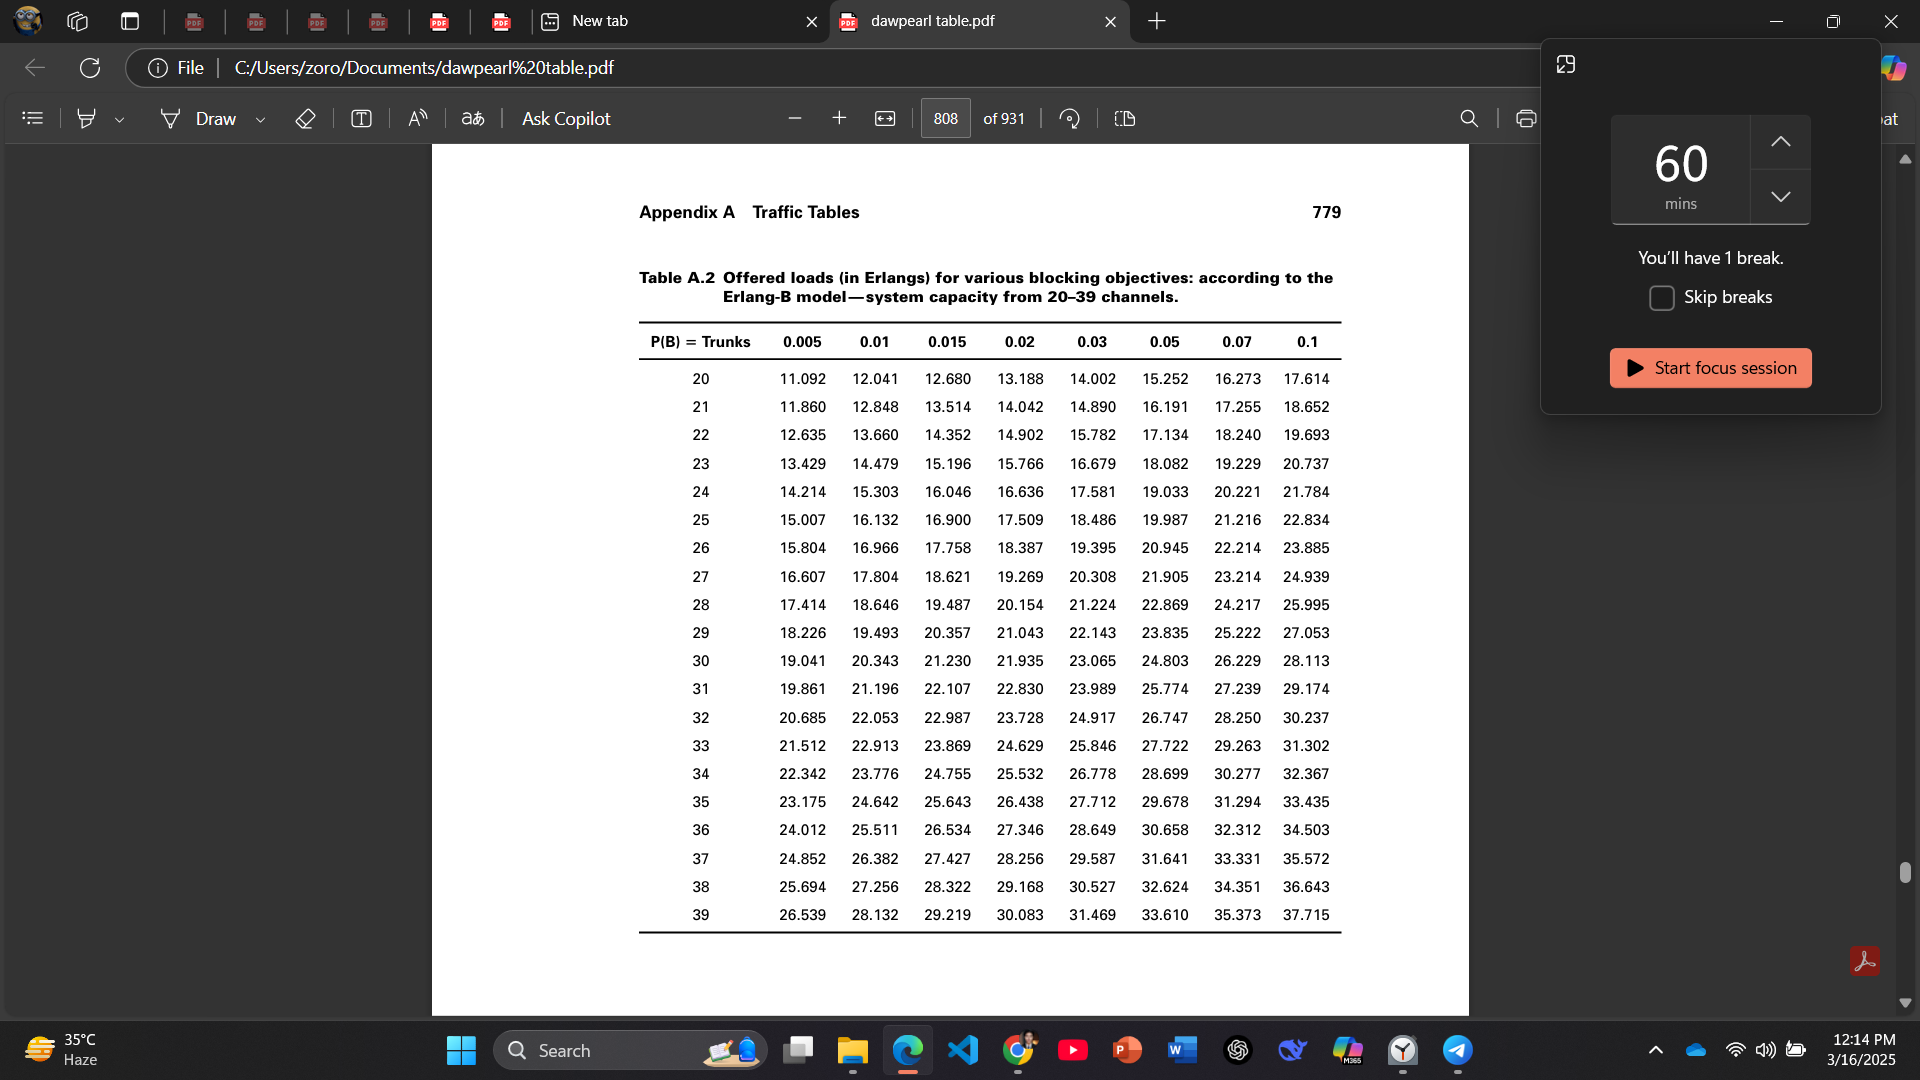 New tab
dawpearl table.pdf
File
C:/Users/zoro/Documents/dawpearl%20table.pdf
Draw
Ask Copilot
808 of 931
at
60
mins
You'll have 1 break.
Skip breaks
Start focus session
Appendix A Traffic Tables 779
Table A.2 Offered loads (in Erlangs) for various blocking objectives: according to the
Erlang-B model—system capacity from 20–39 channels.
P(B) = Trunks 0.005 0.01 0.015 0.02 0.03 0.05 0.07 0.1
20 11.092 12.041 12.680 13.188 14.002 15.252 16.273 17.614
21 11.860 12.848 13.514 14.042 14.890 16.191 17.255 18.652
22 12.635 13.660 14.352 14.902 15.782 17.134 18.240 19.693
23 13.429 14.479 15.196 15.766 16.679 18.082 19.229 20.737
24 14.214 15.303 16.046 16.636 17.581 19.033 20.221 21.784
25 15.007 16.132 16.900 17.509 18.486 19.987 21.216 22.834
26 15.804 16.966 17.758 18.387 19.395 20.945 22.214 23.885
27 16.607 17.804 18.621 19.269 20.308 21.905 23.214 24.939
28 17.414 18.646 19.487 20.154 21.224 22.869 24.217 25.995
29 18.226 19.493 20.357 21.043 22.143 23.835 25.222 27.053
30 19.041 20.343 21.230 21.935 23.065 24.803 26.229 28.113
31 19.861 21.196 22.107 22.830 23.989 25.774 27.239 29.174
32 20.685 22.053 22.987 23.728 24.917 26.747 28.250 30.237
33 21.512 22.913 23.869 24.629 25.846 27.722 29.263 31.302
34 22.342 23.776 24.755 25.532 26.778 28.699 30.277 32.367
35 23.175 24.642 25.643 26.438 27.712 29.678 31.294 33.435
36 24.012 25.511 26.534 27.346 28.649 30.658 32.312 34.503
37 24.852 26.382 27.427 28.256 29.587 31.641 33.331 35.572
38 25.694 27.256 28.322 29.168 30.527 32.624 34.351 36.643
39 26.539 28.132 29.219 30.083 31.469 33.610 35.373 37.715
35°C
Haze
Search
M365
12:14 PM
3/16/2025